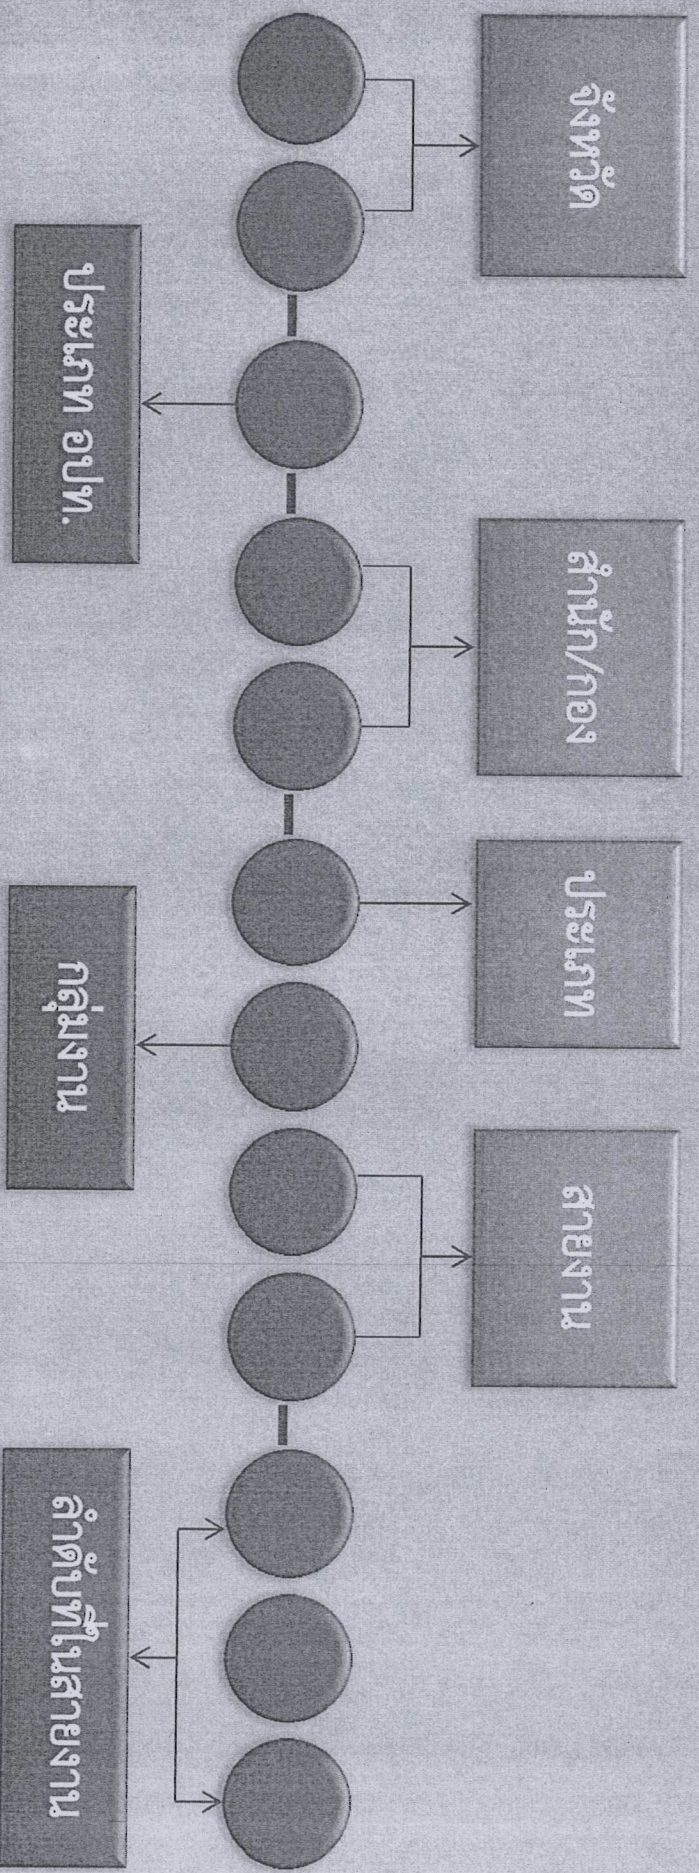 จังหวัด
สำนัก/กอง
ประเภท
สายงาน
ประเภท อปท.
กลุ่มงาน
ลำดับที่ในสายงาน